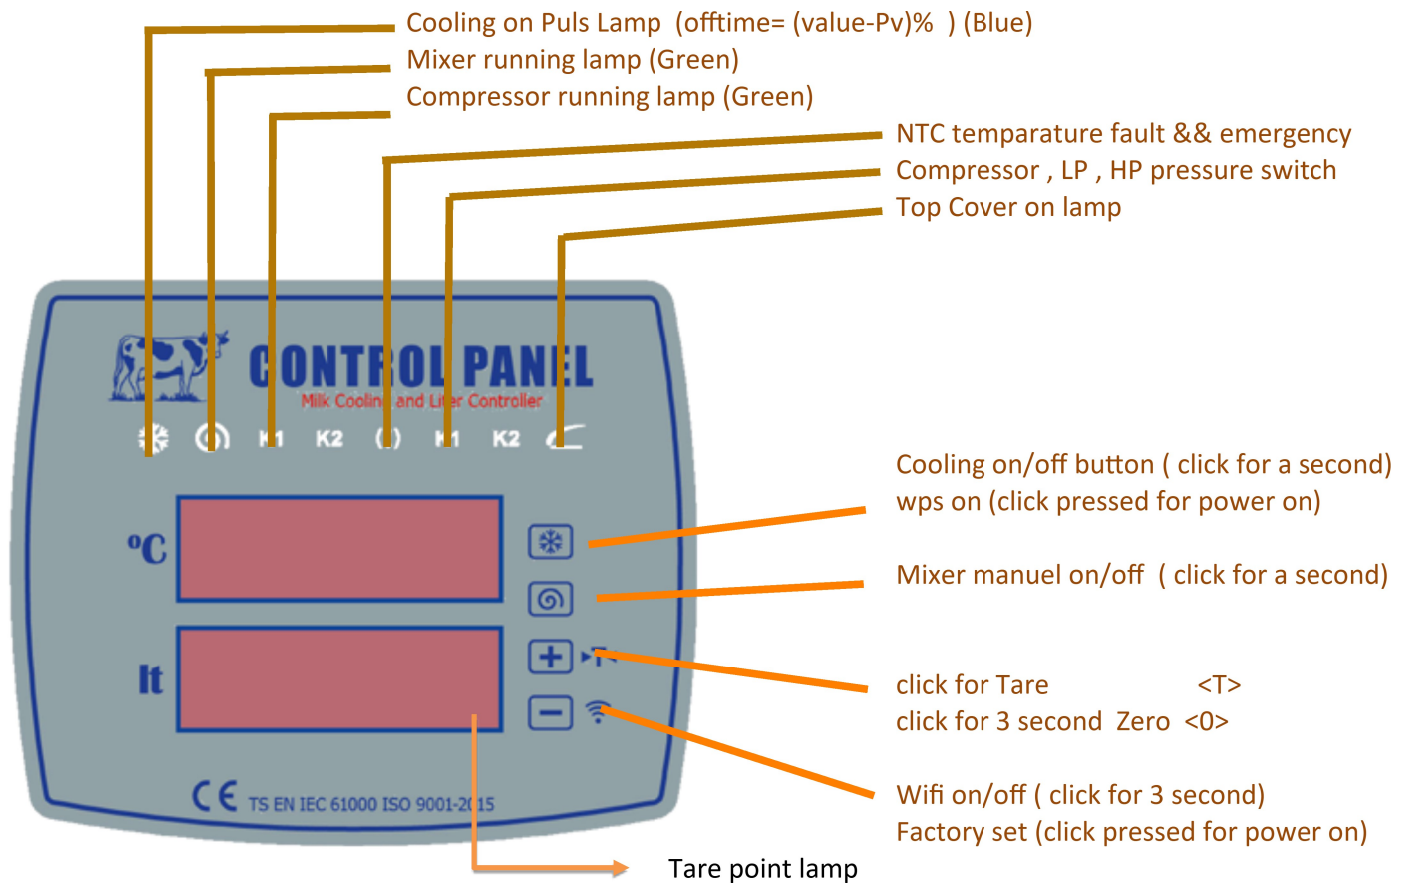 Cooling on Puls Lamp (offtime= (value-Pv)% ) (Blue)
Mixer running lamp (Green)
Compressor running lamp (Green)
NTC temparature fault && emergency
Compressor , LP , HP pressure switch
Top Cover on lamp
CONTROL PANEL
Milk Cooling and Liter Controller
K1 K2 K1 K2
Cooling on/off button ( click for a second)
wps on (click pressed for power on)
°C
Mixer manuel on/off ( click for a second)
lt
▸T◂
click for Tare <T>
click for 3 second Zero <0>
CE TS EN IEC 61000 ISO 9001-2015
Wifi on/off ( click for 3 second)
Factory set (click pressed for power on)
Tare point lamp